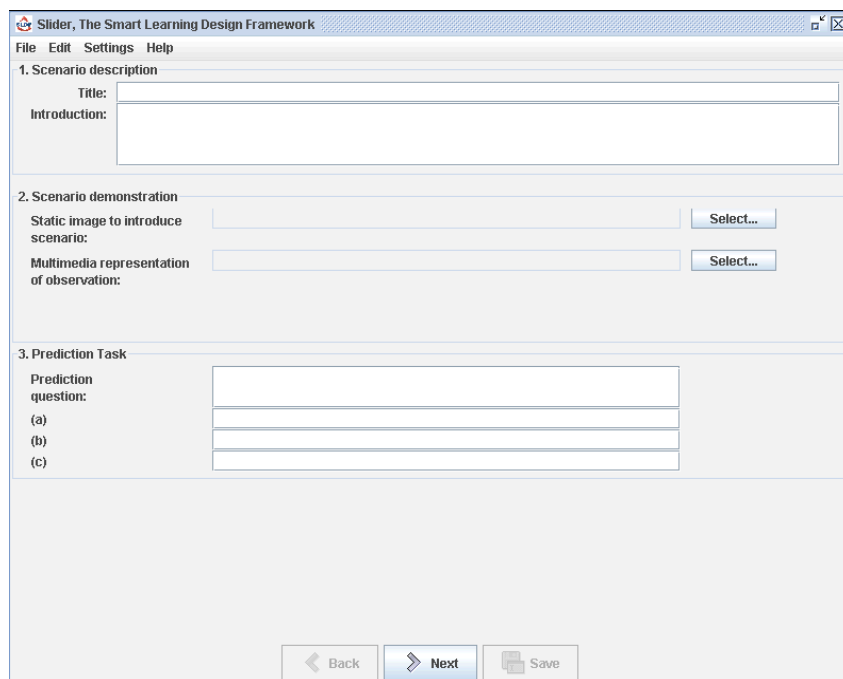 Slider, The Smart Learning Design Framework
File Edit Settings Help
1. Scenario description
Title:
Introduction:
2. Scenario demonstration
Static image to introduce
scenario:
Select...
Multimedia representation
of observation:
Select...
3. Prediction Task
Prediction
question:
(a)
(b)
(c)
Back Next Save